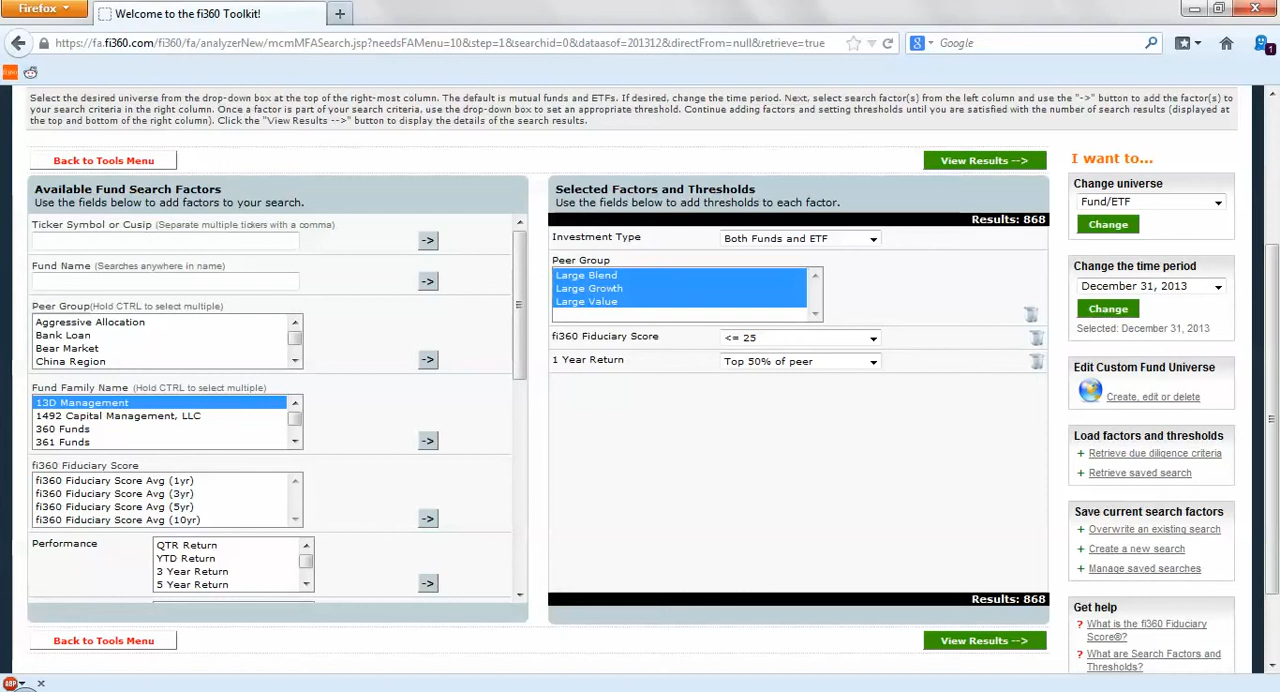 Firefox
Welcome to the fi360 Toolkit!
https://fa.fi360.com/fi360/fa/analyzerNew/mcmMFASearch.jsp?needsFAMenu=10&step=1&searchid=0&dataasof=201312&directFrom=null&retrieve=true
Google
1
Select the desired universe from the drop-down box at the top of the right-most column. The default is mutual funds and ETFs. If desired, change the time period. Next, select search factor(s) from the left column and use the "->" button to add the factor(s) to
your search criteria in the right column. Once a factor is part of your search criteria, use the drop-down box to set an appropriate threshold. Continue adding factors and setting thresholds until you are satisfied with the number of search results (displayed at
the top and bottom of the right column). Click the "View Results -->" button to display the details of the search results.
Back to Tools Menu
View Results -->
Available Fund Search Factors
Use the fields below to add factors to your search.
Ticker Symbol or Cusip (Separate multiple tickers with a comma)
->
Fund Name (Searches anywhere in name)
->
Peer Group(Hold CTRL to select multiple)
Aggressive Allocation
Bank Loan
Bear Market
China Region
->
Fund Family Name (Hold CTRL to select multiple)
13D Management
1492 Capital Management, LLC
360 Funds
361 Funds
->
fi360 Fiduciary Score
fi360 Fiduciary Score Avg (1yr)
fi360 Fiduciary Score Avg (3yr)
fi360 Fiduciary Score Avg (5yr)
fi360 Fiduciary Score Avg (10yr)
->
Performance
QTR Return
YTD Return
3 Year Return
5 Year Return
->
Selected Factors and Thresholds
Use the fields below to add thresholds to each factor.
Results: 868
Investment Type
Both Funds and ETF
Peer Group
Large Blend
Large Growth
Large Value
fi360 Fiduciary Score
<= 25
1 Year Return
Top 50% of peer
Results: 868
Back to Tools Menu
View Results -->
I want to...
Change universe
Fund/ETF
Change
Change the time period
December 31, 2013
Change
Selected: December 31, 2013
Edit Custom Fund Universe
Create, edit or delete
Load factors and thresholds
+ Retrieve due diligence criteria
+ Retrieve saved search
Save current search factors
+ Overwrite an existing search
+ Create a new search
+ Manage saved searches
Get help
? What is the fi360 Fiduciary
Score®?
? What are Search Factors and
Thresholds?
ABP